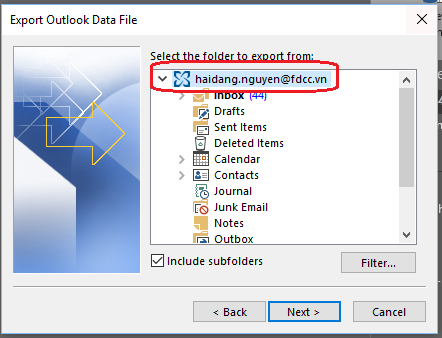 Export Outlook Data File
Select the folder to export from:
haidang.nguyen@fdcc.vn
Inbox (44)
Drafts
Sent Items
Deleted Items
Calendar
Contacts
Journal
Junk Email
Notes
Outbox
Include subfolders
Filter...
< Back
Next >
Cancel